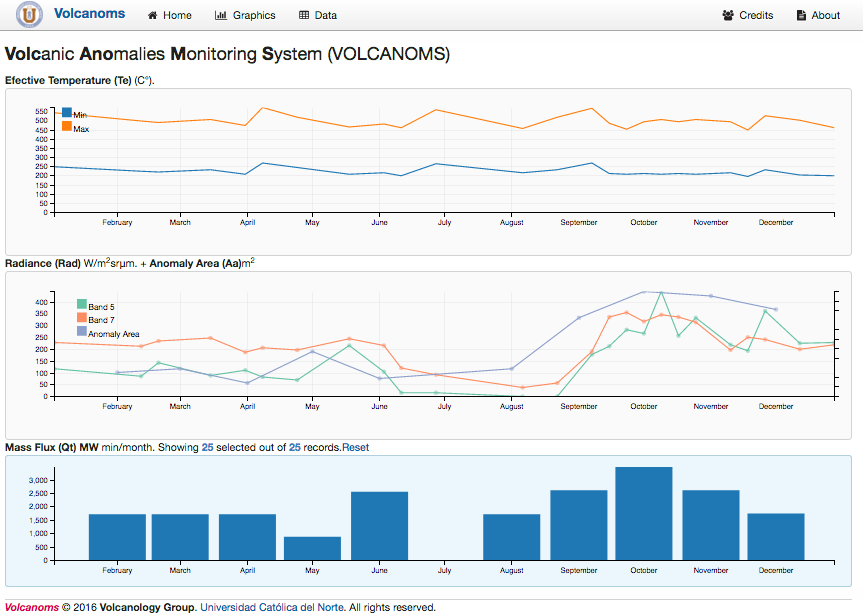 Volcanoms Home Graphics Data Credits About
Volcanic Anomalies Monitoring System (VOLCANOMS)
Efective Temperature (Te) (C°).
550
500
450
400
350
300
250
200
150
100
50
0
Min
Max
February March April May June July August September October November December
Radiance (Rad) W/m2srμm. + Anomaly Area (Aa)m2
400
350
300
250
200
150
100
50
0
Band 5
Band 7
Anomaly Area
February March April May June July August September October November December
Mass Flux (Qt) MW min/month. Showing 25 selected out of 25 records.Reset
3,000
2,500
2,000
1,500
1,000
500
0
February March April May June July August September October November December
Volcanoms © 2016 Volcanology Group. Universidad Católica del Norte. All rights reserved.